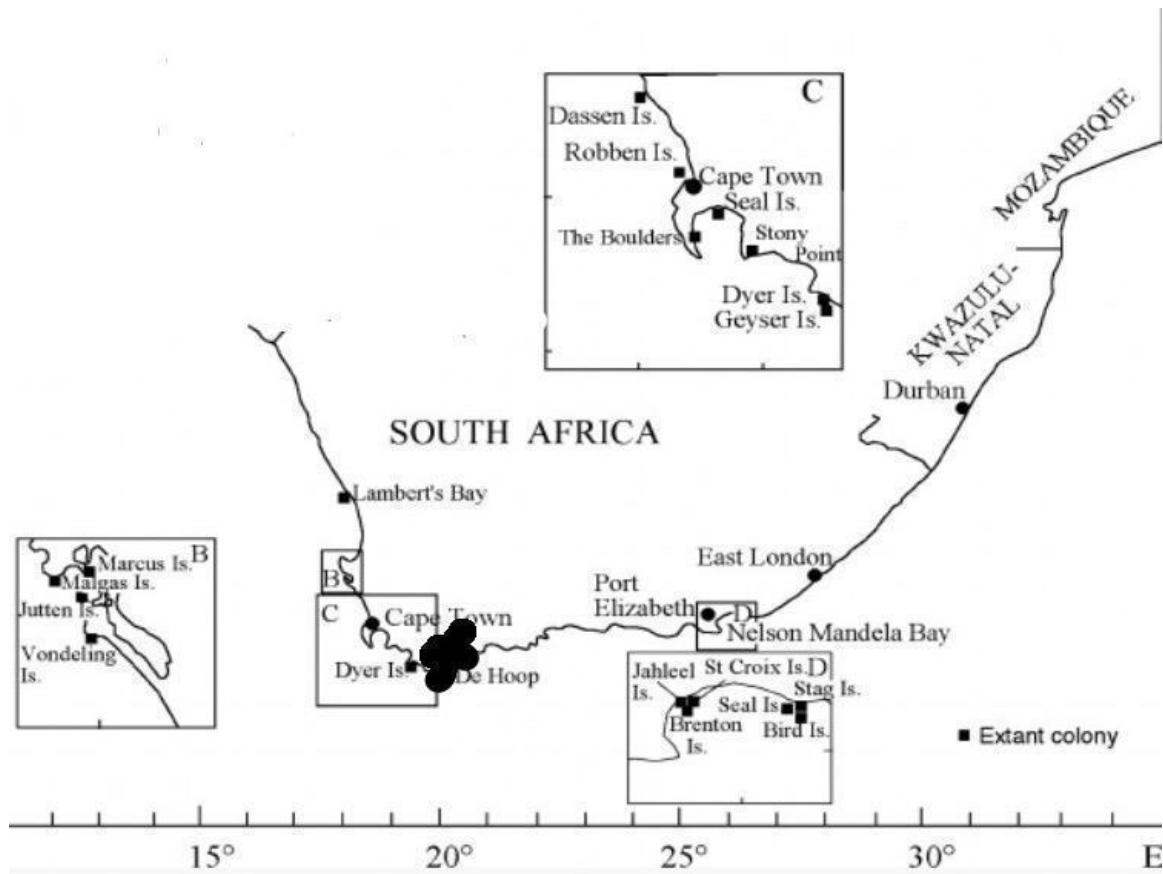 C
Dassen Is.
Robben Is.
Cape Town
Seal Is.
The Boulders
Stony
Point
Dyer Is.
Geyser Is.
MOZAMBIQUE
KWAZULU-
NATAL
Durban
SOUTH AFRICA
Lambert's Bay
B
Marcus Is.
Malgas Is.
Jutten Is.
Vondeling
Is.
B
C
Cape Town
Dyer Is.
De Hoop
East London
Port
Elizabeth
D
Nelson Mandela Bay
Jahleel
Is.
St Croix Is.
D
Stag Is.
Seal Is
Bird Is.
Brenton
Is.
Extant colony
15° 20° 25° 30° E